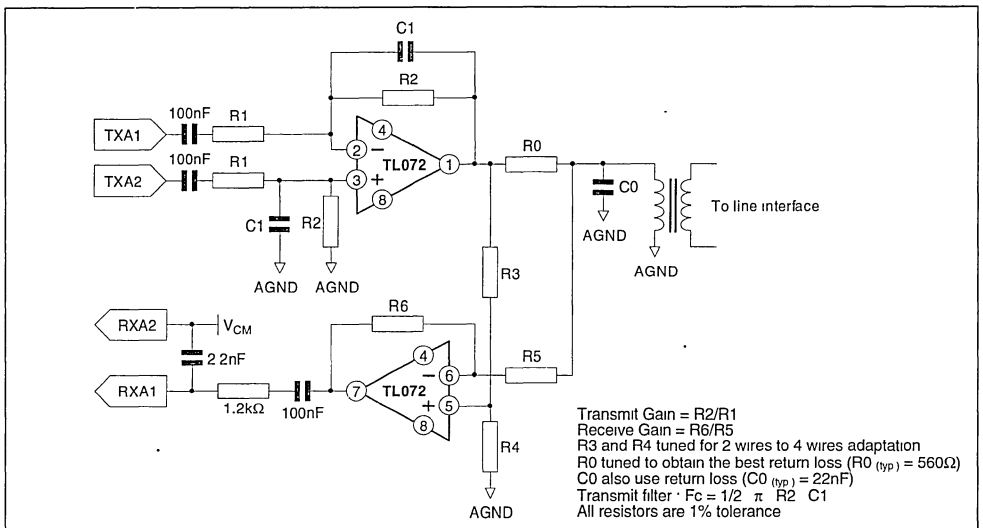 C1
R2
100nF
R1
TXA1
4
2
−
TL072
1
R0
100nF
R1
TXA2
3
+
8
C0
To line interface
C1
R2
AGND
AGND
AGND
AGND
R3
R6
RXA2
VCM
2 2nF
4
R5
6
−
RXA1
7
TL072
5
+
1.2kΩ
100nF
8
R4
AGND
Transmit Gain = R2/R1
Receive Gain = R6/R5
R3 and R4 tuned for 2 wires to 4 wires adaptation
R0 tuned to obtain the best return loss (R0 (typ) = 560Ω)
C0 also use return loss (C0 (typ) = 22nF)
Transmit filter · Fc = 1/2 π R2 C1
All resistors are 1% tolerance